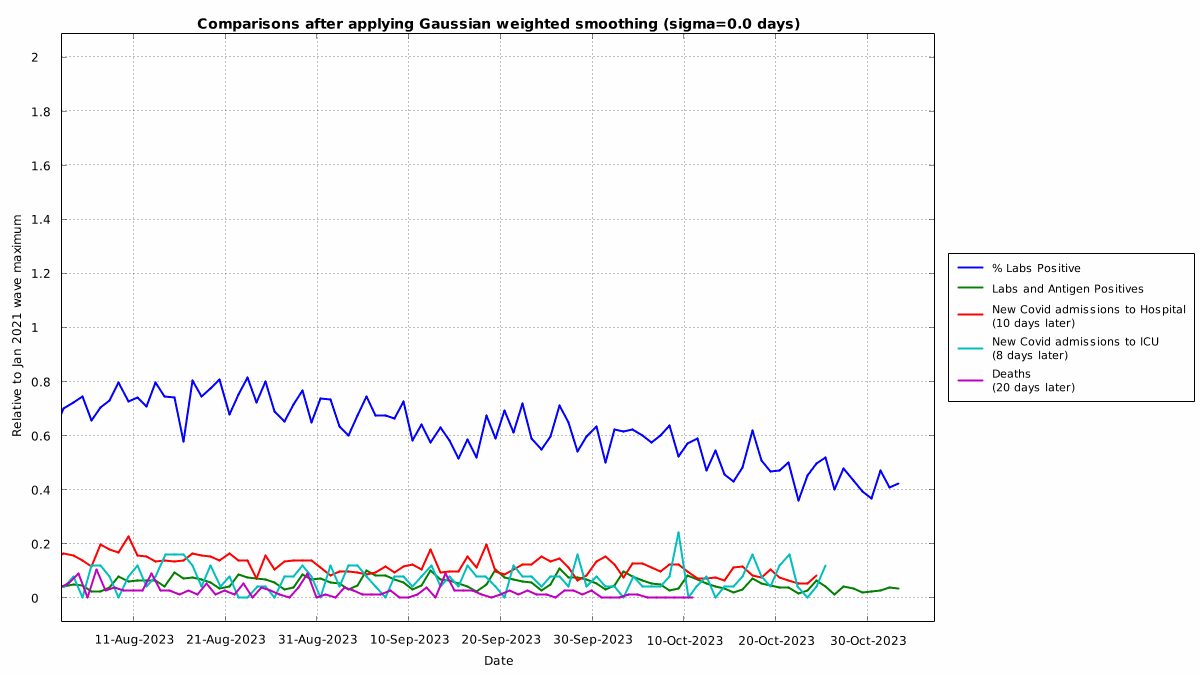 Comparisons after applying Gaussian weighted smoothing (sigma=0.0 days)
Relative to Jan 2021 wave maximum
2
1.8
1.6
1.4
1.2
1
0.8
0.6
0.4
0.2
0
11-Aug-2023 21-Aug-2023 31-Aug-2023 10-Sep-2023 20-Sep-2023 30-Sep-2023 10-Oct-2023 20-Oct-2023 30-Oct-2023
Date
% Labs Positive
Labs and Antigen Positives
New Covid admissions to Hospital
(10 days later)
New Covid admissions to ICU
(8 days later)
Deaths
(20 days later)